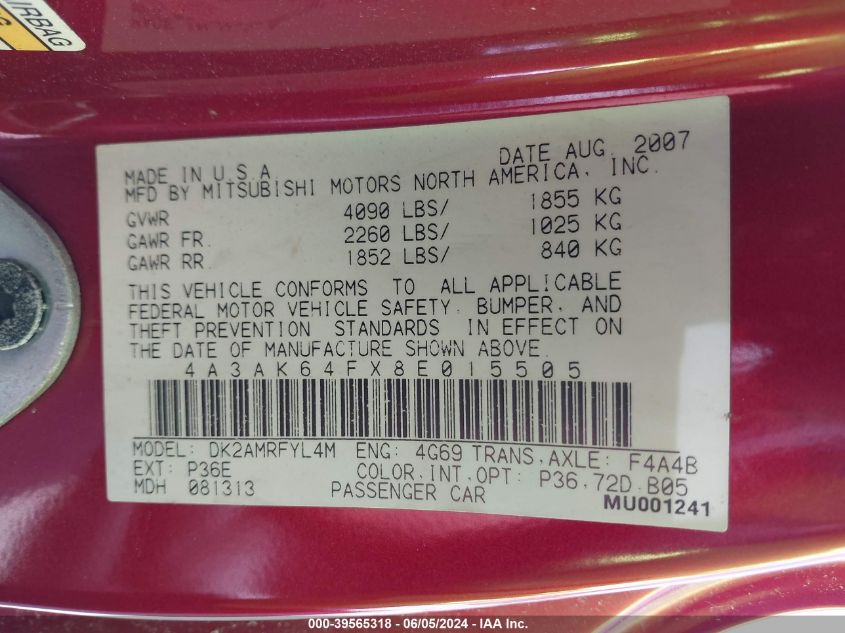 AIRBAG
MADE IN U.S.A. DATE AUG. 2007
MFD BY MITSUBISHI MOTORS NORTH AMERICA, INC.
GVWR 4090 LBS/ 1855 KG
GAWR FR. 2260 LBS/ 1025 KG
GAWR RR. 1852 LBS/ 840 KG
THIS VEHICLE CONFORMS TO ALL APPLICABLE
FEDERAL MOTOR VEHICLE SAFETY, BUMPER, AND
THEFT PREVENTION STANDARDS IN EFFECT ON
THE DATE OF MANUFACTURE SHOWN ABOVE.
4A3AK64FX8E015505
MODEL: DK2AMRFYL4M ENG: 4G69 TRANS.AXLE: F4A4B
EXT: P36E COLOR.INT.OPT: P36.72D B05
MDH 081313 PASSENGER CAR
MU001241
000-39565318 - 06/05/2024 - IAA Inc.